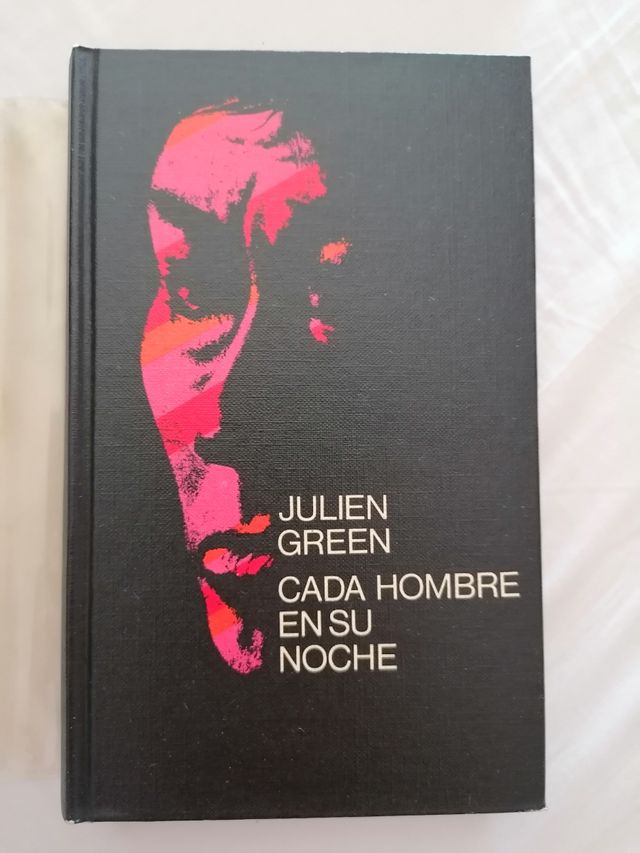 JULIEN
GREEN
CADA HOMBRE
EN SU
NOCHE